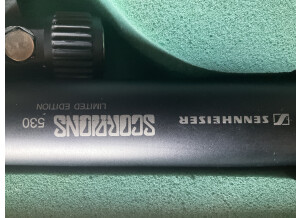 SENNHEISER
SCORPIONS
530
LIMITED EDITION